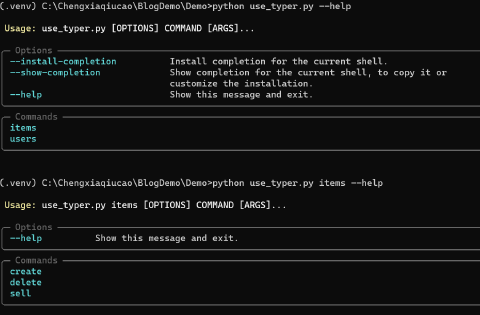 (.venv) C:\Chengxiaqiucao\BlogDemo\Demo>python use_typer.py --help
Usage: use_typer.py [OPTIONS] COMMAND [ARGS]...
Options
--install-completion Install completion for the current shell.
--show-completion Show completion for the current shell, to copy it or
customize the installation.
--help Show this message and exit.
Commands
items
users
(.venv) C:\Chengxiaqiucao\BlogDemo\Demo>python use_typer.py items --help
Usage: use_typer.py items [OPTIONS] COMMAND [ARGS]...
Options
--help Show this message and exit.
Commands
create
delete
sell